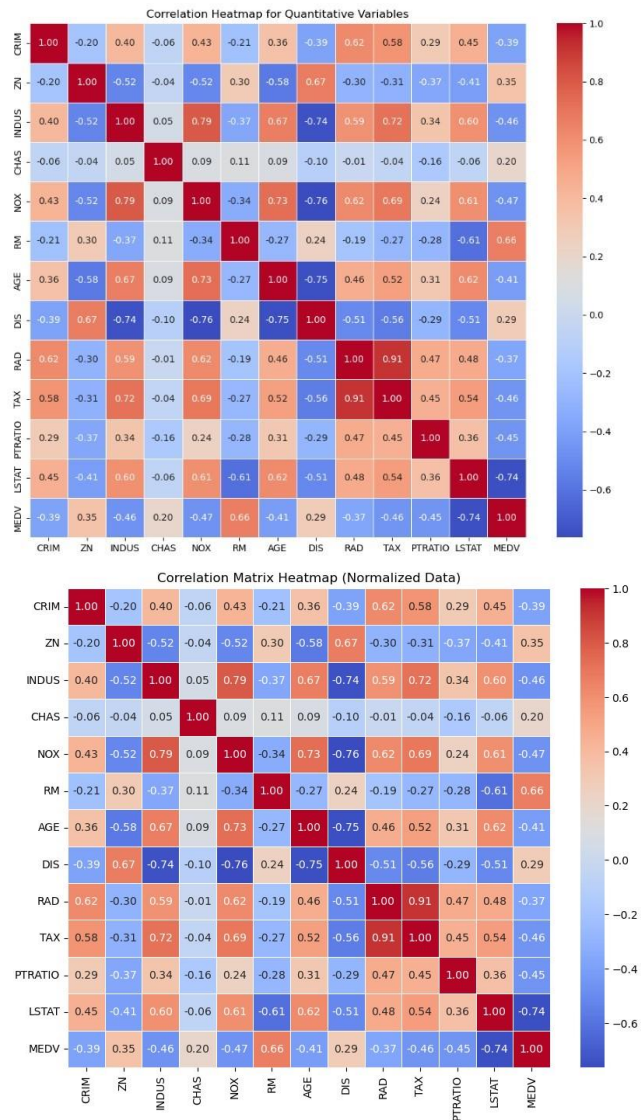 Correlation Heatmap for Quantitative Variables
CRIM 1.00 -0.20 0.40 -0.06 0.43 -0.21 0.36 -0.39 0.62 0.58 0.29 0.45 -0.39
ZN -0.20 1.00 -0.52 -0.04 -0.52 0.30 -0.58 0.67 -0.30 -0.31 -0.37 -0.41 0.35
INDUS 0.40 -0.52 1.00 0.05 0.79 -0.37 0.67 -0.74 0.59 0.72 0.34 0.60 -0.46
CHAS -0.06 -0.04 0.05 1.00 0.09 0.11 0.09 -0.10 -0.01 -0.04 -0.16 -0.06 0.20
NOX 0.43 -0.52 0.79 0.09 1.00 -0.34 0.73 -0.76 0.62 0.69 0.24 0.61 -0.47
RM -0.21 0.30 -0.37 0.11 -0.34 1.00 -0.27 0.24 -0.19 -0.27 -0.28 -0.61 0.66
AGE 0.36 -0.58 0.67 0.09 0.73 -0.27 1.00 -0.75 0.46 0.52 0.31 0.62 -0.41
DIS -0.39 0.67 -0.74 -0.10 -0.76 0.24 -0.75 1.00 -0.51 -0.56 -0.29 -0.51 0.29
RAD 0.62 -0.30 0.59 -0.01 0.62 -0.19 0.46 -0.51 1.00 0.91 0.47 0.48 -0.37
TAX 0.58 -0.31 0.72 -0.04 0.69 -0.27 0.52 -0.56 0.91 1.00 0.45 0.54 -0.46
PTRATIO 0.29 -0.37 0.34 -0.16 0.24 -0.28 0.31 -0.29 0.47 0.45 1.00 0.36 -0.45
LSTAT 0.45 -0.41 0.60 -0.06 0.61 -0.61 0.62 -0.51 0.48 0.54 0.36 1.00 -0.74
MEDV -0.39 0.35 -0.46 0.20 -0.47 0.66 -0.41 0.29 -0.37 -0.46 -0.45 -0.74 1.00
CRIM ZN INDUS CHAS NOX RM AGE DIS RAD TAX PTRATIO LSTAT MEDV
1.0
0.8
0.6
0.4
0.2
0.0
−0.2
−0.4
−0.6
Correlation Matrix Heatmap (Normalized Data)
CRIM 1.00 -0.20 0.40 -0.06 0.43 -0.21 0.36 -0.39 0.62 0.58 0.29 0.45 -0.39
ZN -0.20 1.00 -0.52 -0.04 -0.52 0.30 -0.58 0.67 -0.30 -0.31 -0.37 -0.41 0.35
INDUS 0.40 -0.52 1.00 0.05 0.79 -0.37 0.67 -0.74 0.59 0.72 0.34 0.60 -0.46
CHAS -0.06 -0.04 0.05 1.00 0.09 0.11 0.09 -0.10 -0.01 -0.04 -0.16 -0.06 0.20
NOX 0.43 -0.52 0.79 0.09 1.00 -0.34 0.73 -0.76 0.62 0.69 0.24 0.61 -0.47
RM -0.21 0.30 -0.37 0.11 -0.34 1.00 -0.27 0.24 -0.19 -0.27 -0.28 -0.61 0.66
AGE 0.36 -0.58 0.67 0.09 0.73 -0.27 1.00 -0.75 0.46 0.52 0.31 0.62 -0.41
DIS -0.39 0.67 -0.74 -0.10 -0.76 0.24 -0.75 1.00 -0.51 -0.56 -0.29 -0.51 0.29
RAD 0.62 -0.30 0.59 -0.01 0.62 -0.19 0.46 -0.51 1.00 0.91 0.47 0.48 -0.37
TAX 0.58 -0.31 0.72 -0.04 0.69 -0.27 0.52 -0.56 0.91 1.00 0.45 0.54 -0.46
PTRATIO 0.29 -0.37 0.34 -0.16 0.24 -0.28 0.31 -0.29 0.47 0.45 1.00 0.36 -0.45
LSTAT 0.45 -0.41 0.60 -0.06 0.61 -0.61 0.62 -0.51 0.48 0.54 0.36 1.00 -0.74
MEDV -0.39 0.35 -0.46 0.20 -0.47 0.66 -0.41 0.29 -0.37 -0.46 -0.45 -0.74 1.00
CRIM ZN INDUS CHAS NOX RM AGE DIS RAD TAX PTRATIO LSTAT MEDV
1.0
0.8
0.6
0.4
0.2
0.0
−0.2
−0.4
−0.6